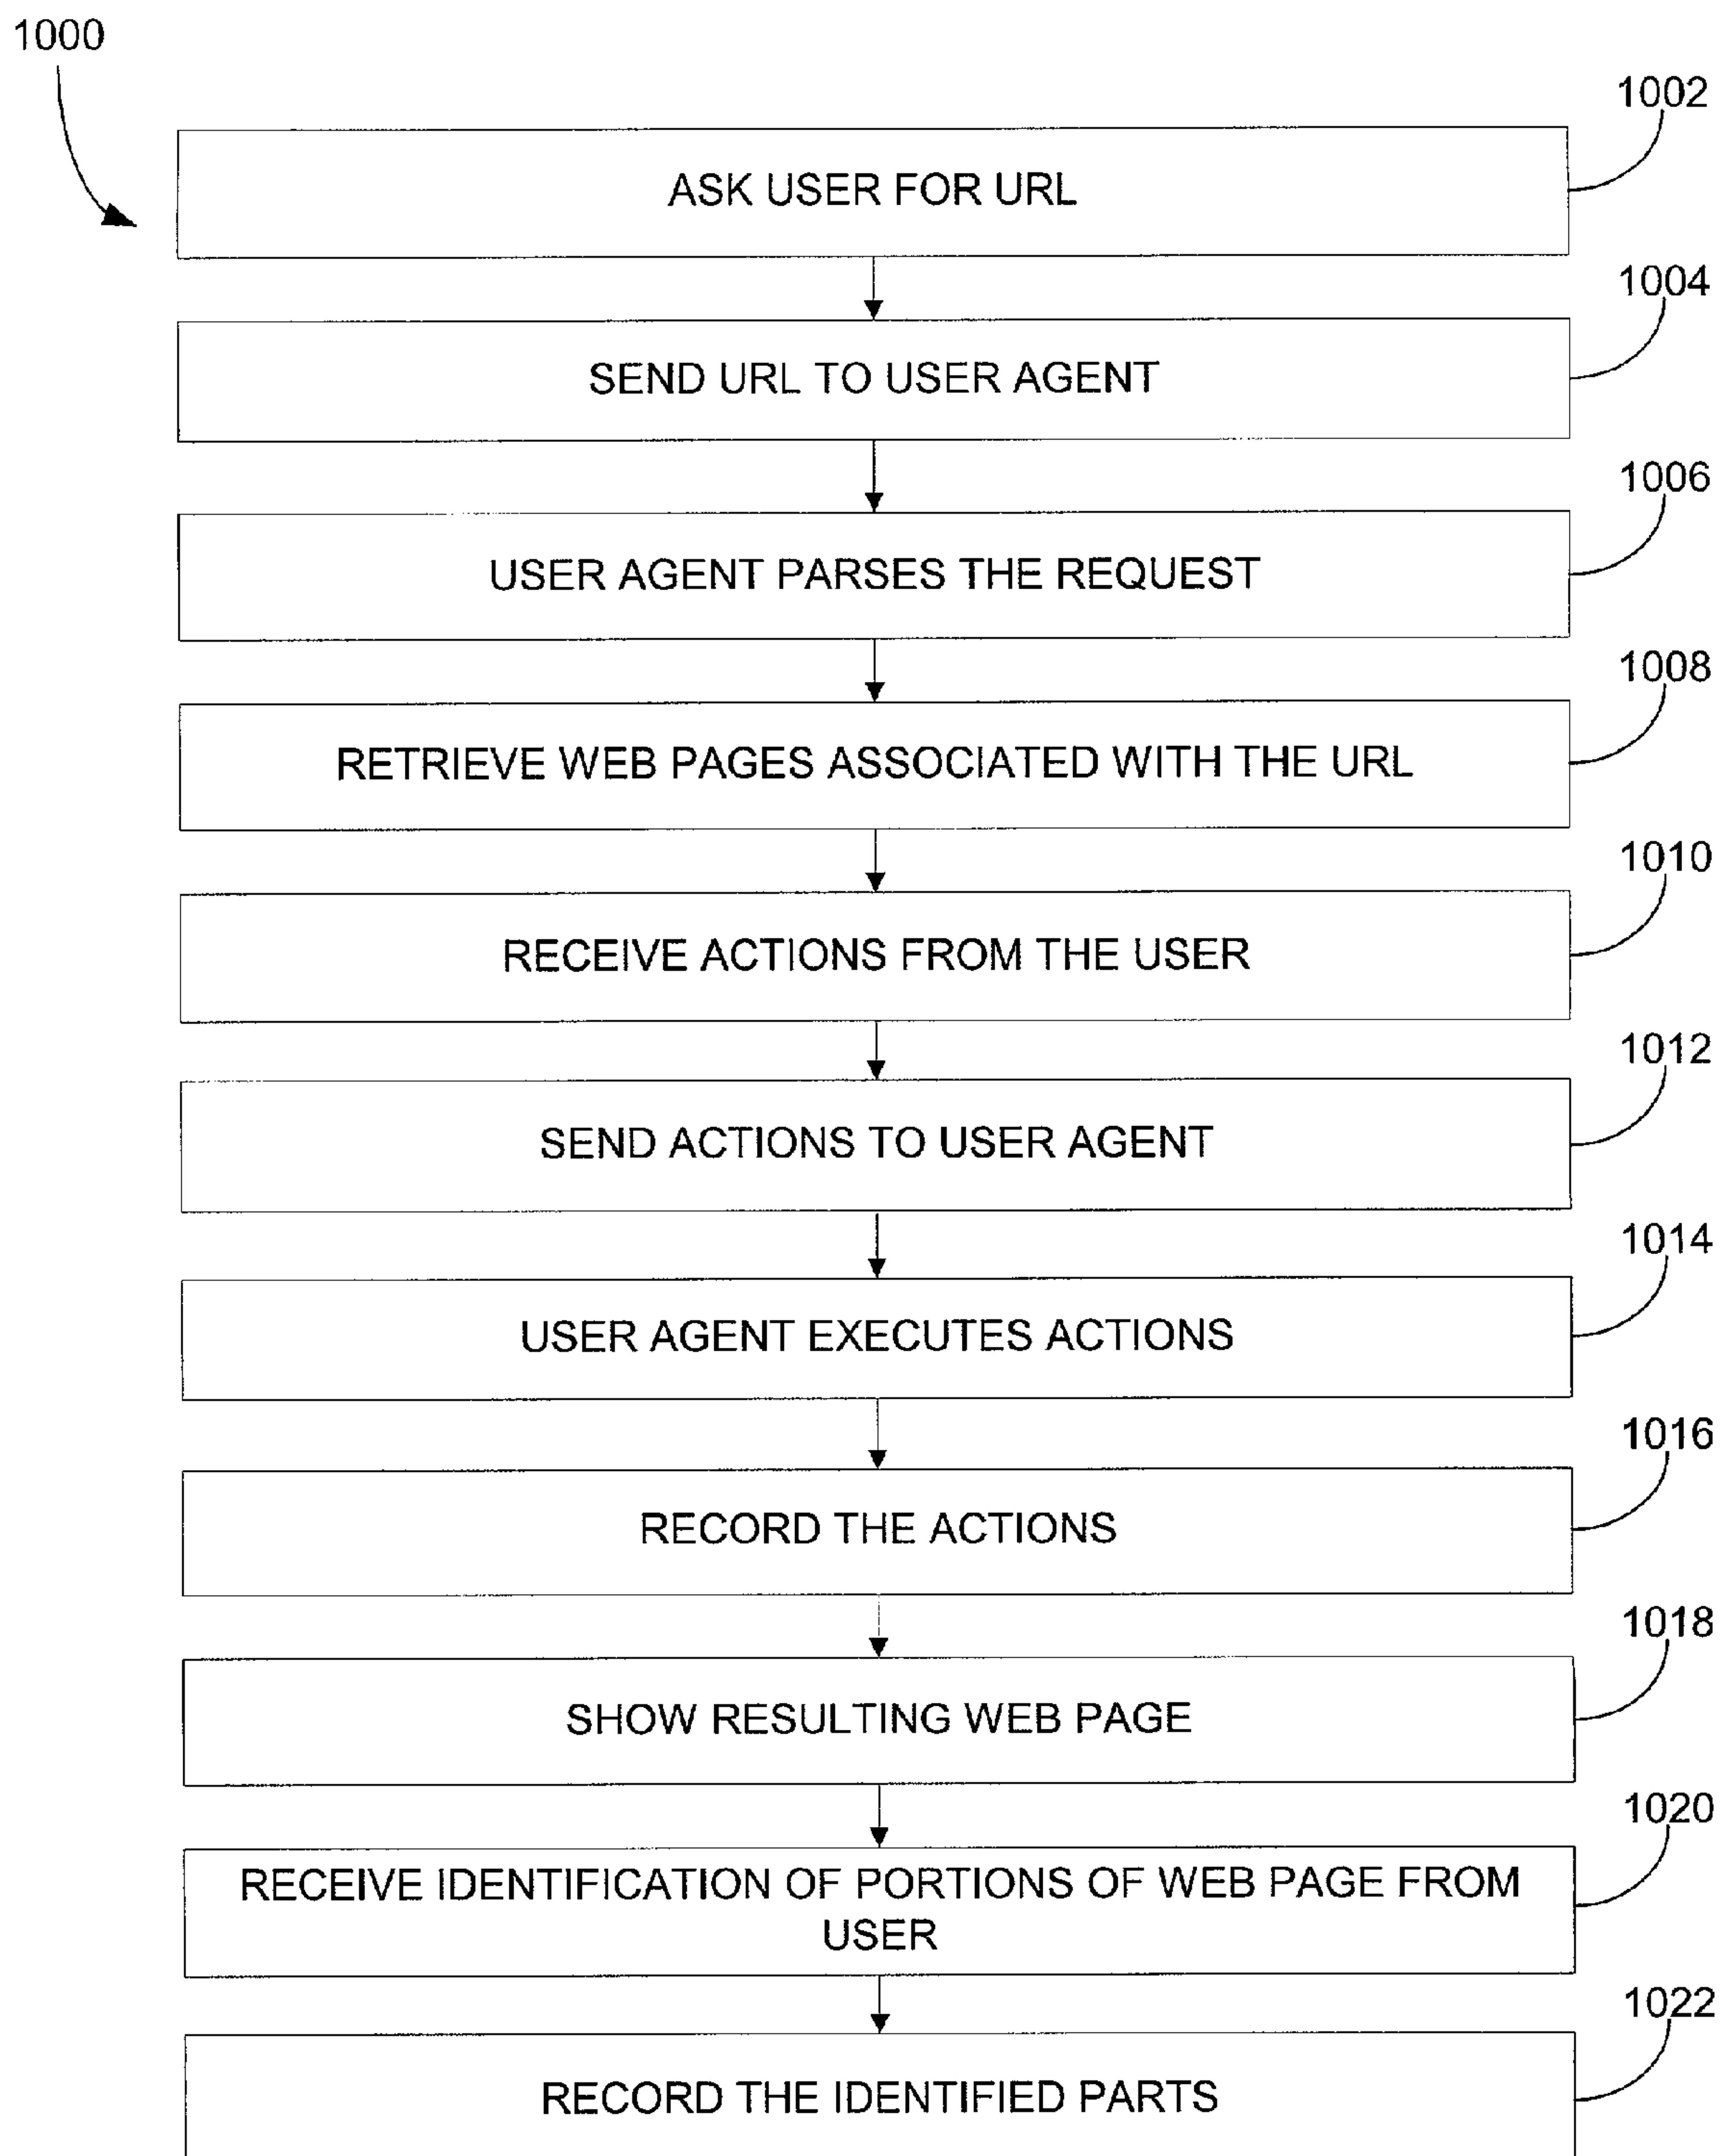 1000
1002
ASK USER FOR URL
1004
SEND URL TO USER AGENT
1006
USER AGENT PARSES THE REQUEST
1008
RETRIEVE WEB PAGES ASSOCIATED WITH THE URL
1010
RECEIVE ACTIONS FROM THE USER
1012
SEND ACTIONS TO USER AGENT
1014
USER AGENT EXECUTES ACTIONS
1016
RECORD THE ACTIONS
1018
SHOW RESULTING WEB PAGE
1020
RECEIVE IDENTIFICATION OF PORTIONS OF WEB PAGE FROM
USER
1022
RECORD THE IDENTIFIED PARTS